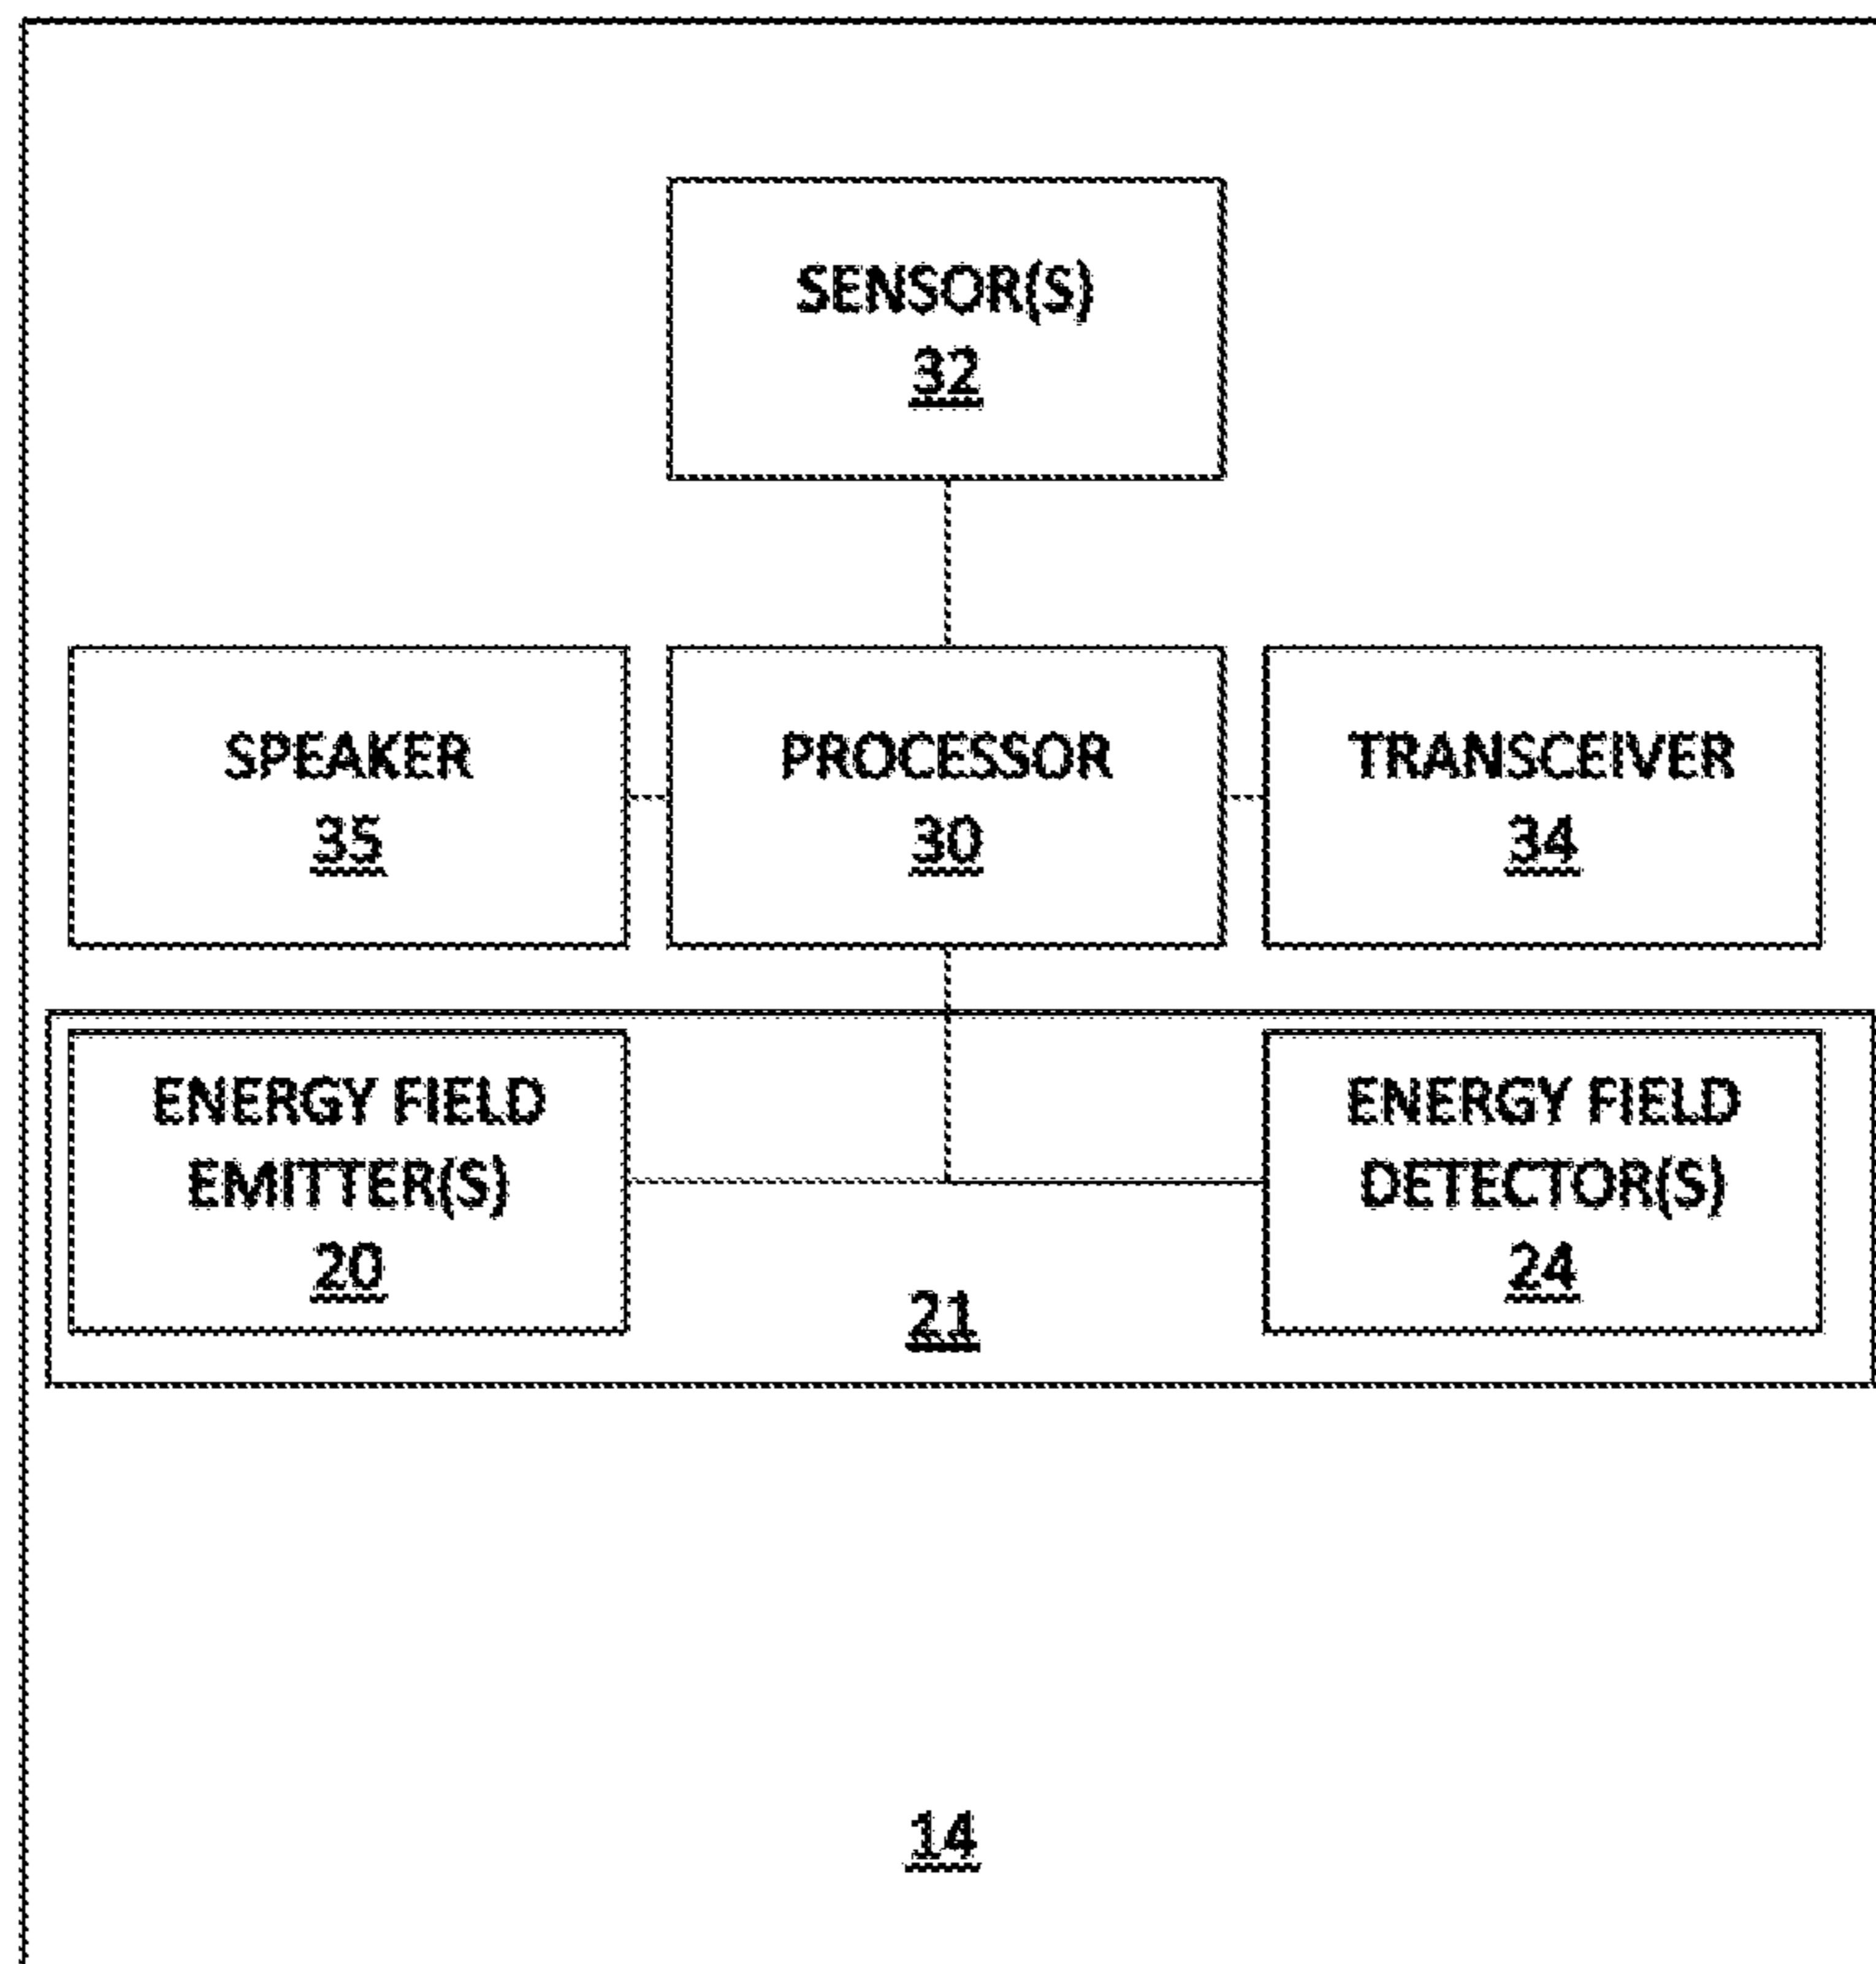 SENSOR(S)
32
SPEAKER
35
PROCESSOR
30
TRANSCEIVER
34
ENERGY FIELD
EMITTER(S)
20
ENERGY FIELD
DETECTOR(S)
24
21
14